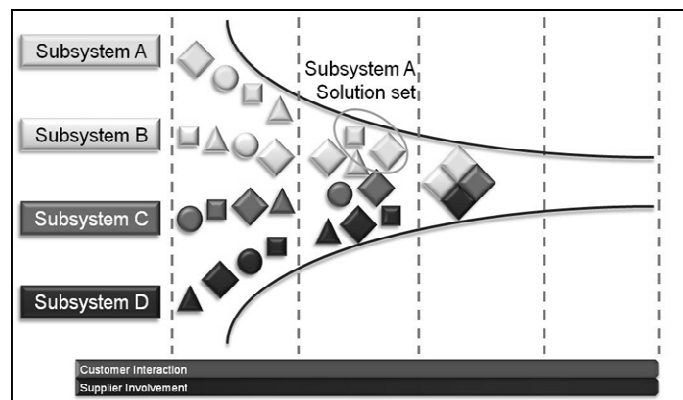 Subsystem A
Subsystem A
Solution set
Subsystem B
Subsystem C
Subsystem D
Customer Interaction
Supplier Involvement